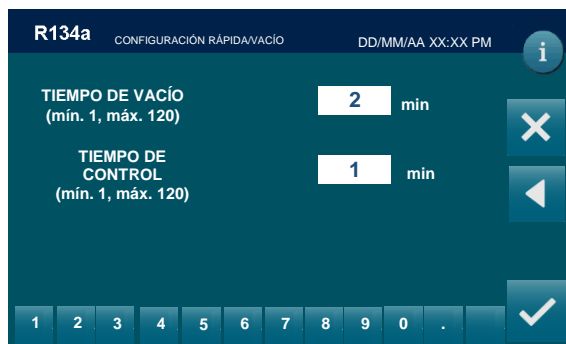 R134a CONFIGURACIÓN RÁPIDA/VACÍO DD/MM/AA XX:XX PM
i
TIEMPO DE VACÍO 2 min
(mín. 1, máx. 120)
TIEMPO DE
CONTROL 1 min
(mín. 1, máx. 120)
1 2 3 4 5 6 7 8 9 0 .